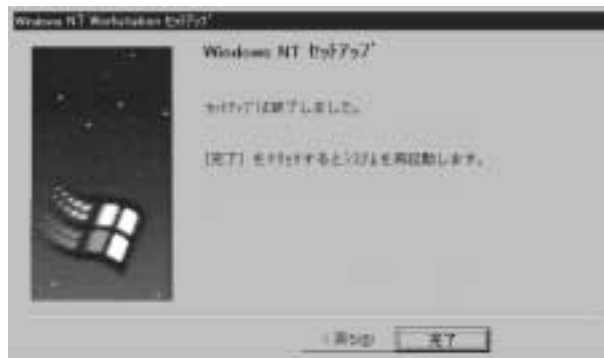 Windows NT Workstation ｾｯﾄｱｯﾌﾟ
Windows NT ｾｯﾄｱｯﾌﾟ
ｾｯﾄｱｯﾌﾟは終了しました。
[完了] をｸﾘｯｸするとｼｽﾃﾑを再起動します。
< 戻る(B)
完了